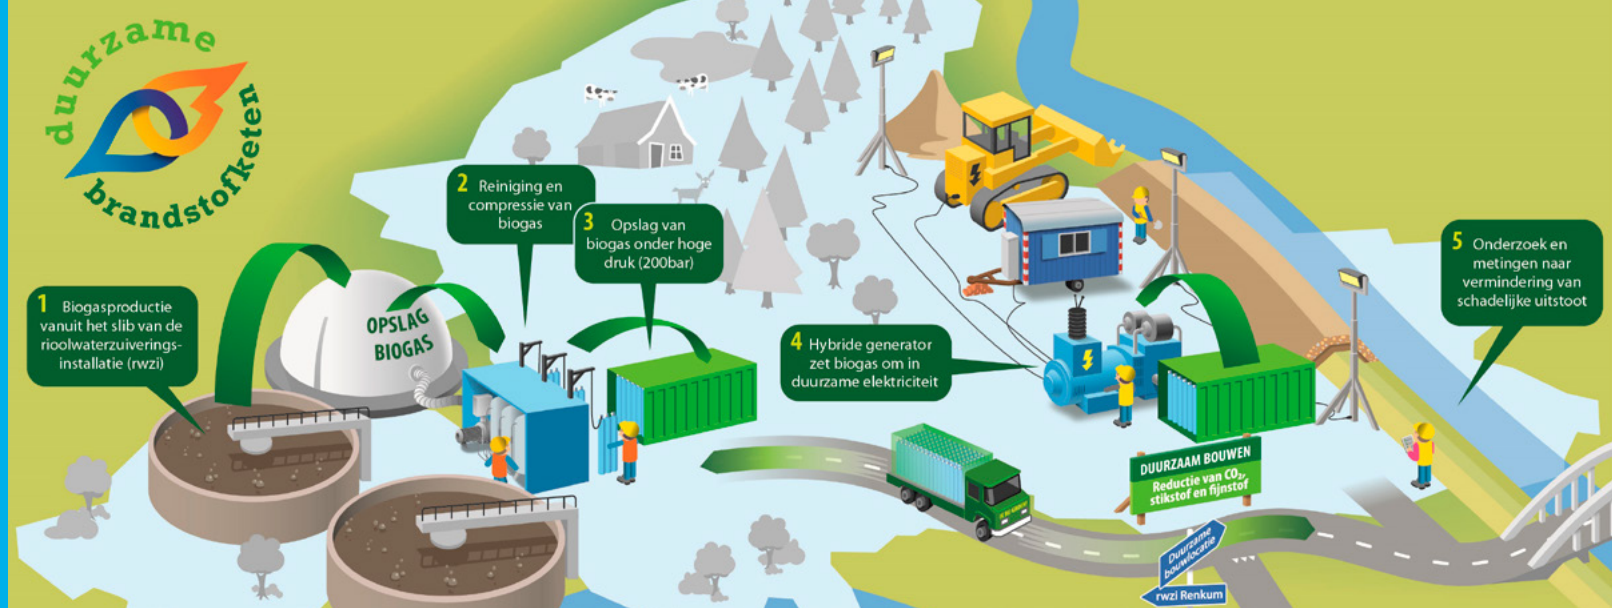 duurzame
brandstofketen
1 Biogasproductie
vanuit het slib van de
rioolwaterzuiverings-
installatie (rwzi)
OPSLAG
BIOGAS
2 Reiniging en
compressie van
biogas
3 Opslag van
biogas onder hoge
druk (200bar)
4 Hybride generator
zet biogas om in
duurzame elektriciteit
5 Onderzoek en
metingen naar
vermindering van
schadelijke uitstoot
DUURZAAM BOUWEN
Reductie van CO₂,
stikstof en fijnstof
Duurzame
bouwlocatie
rwzi Renkum